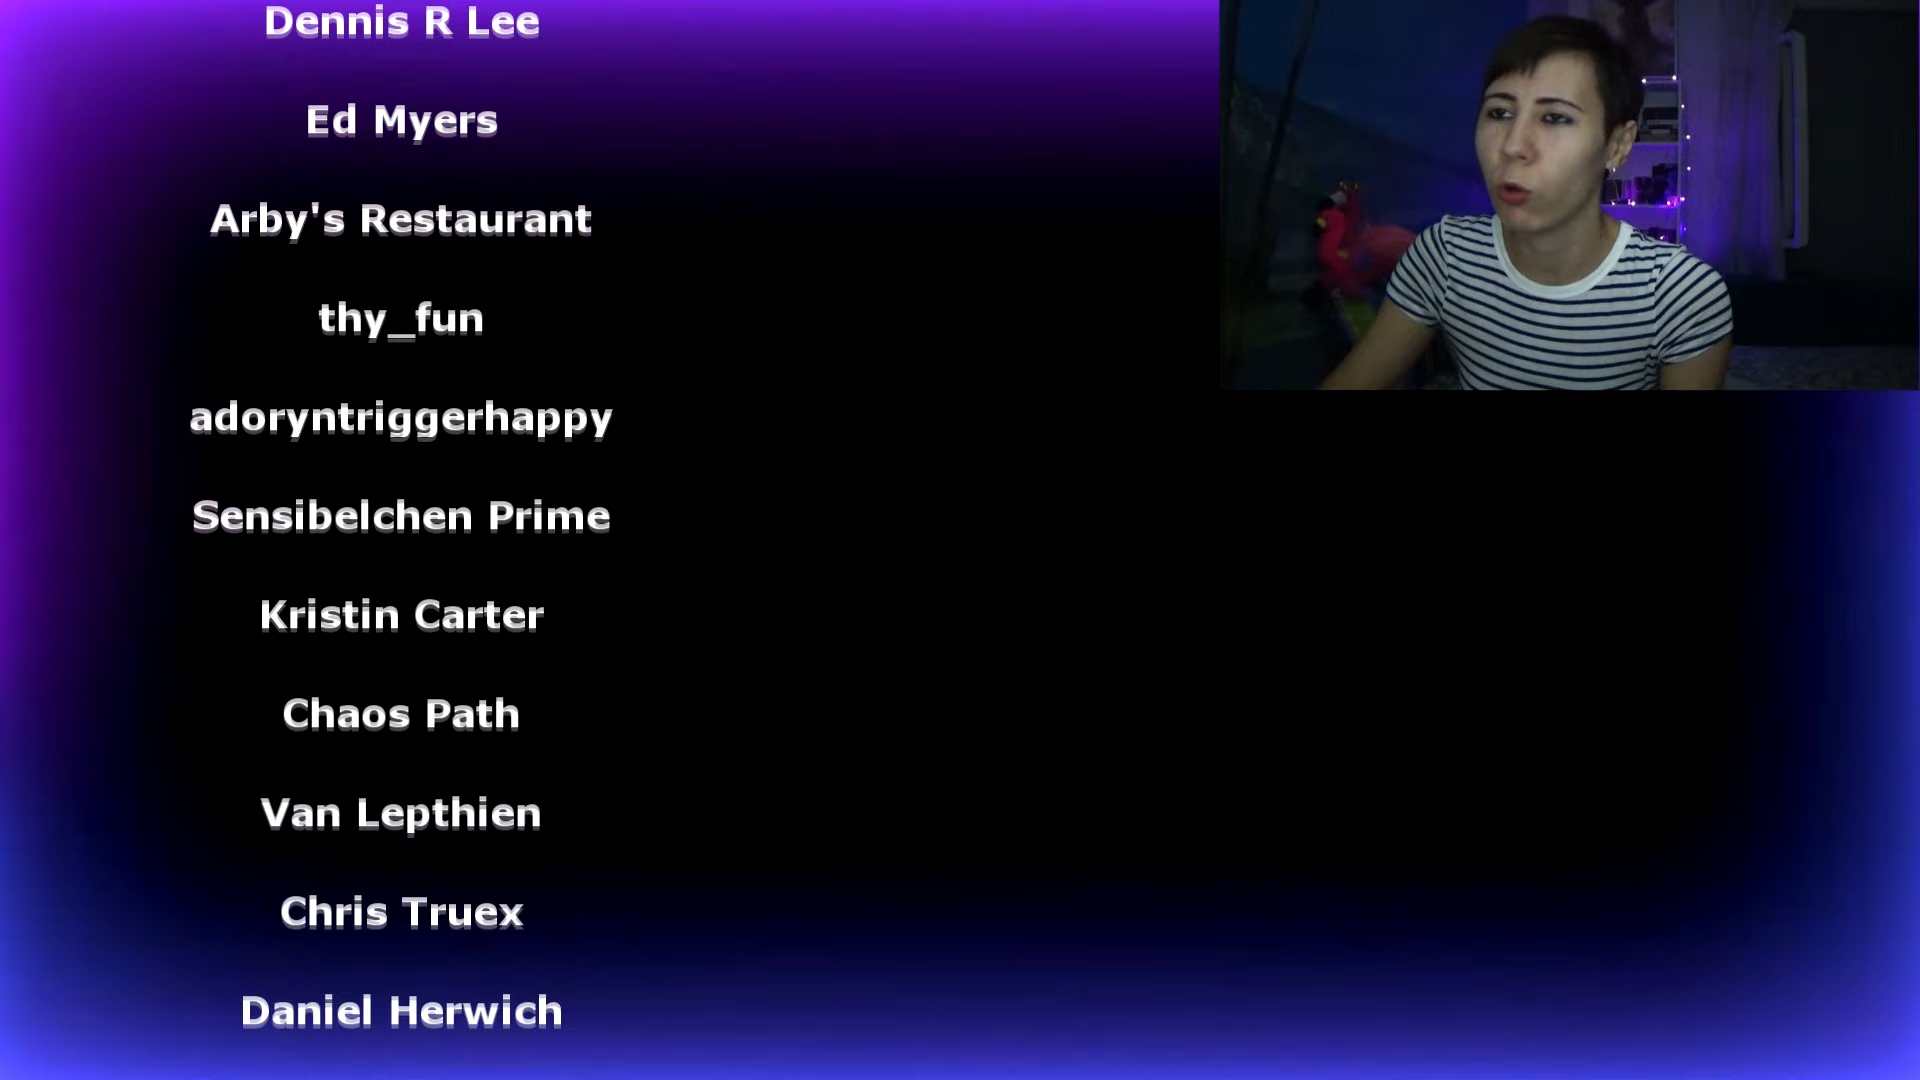 Dennis R Lee
Ed Myers
Arby's Restaurant
thy_fun
adoryntriggerhappy
Sensibelchen Prime
Kristin Carter
Chaos Path
Van Lepthien
Chris Truex
Daniel Herwich